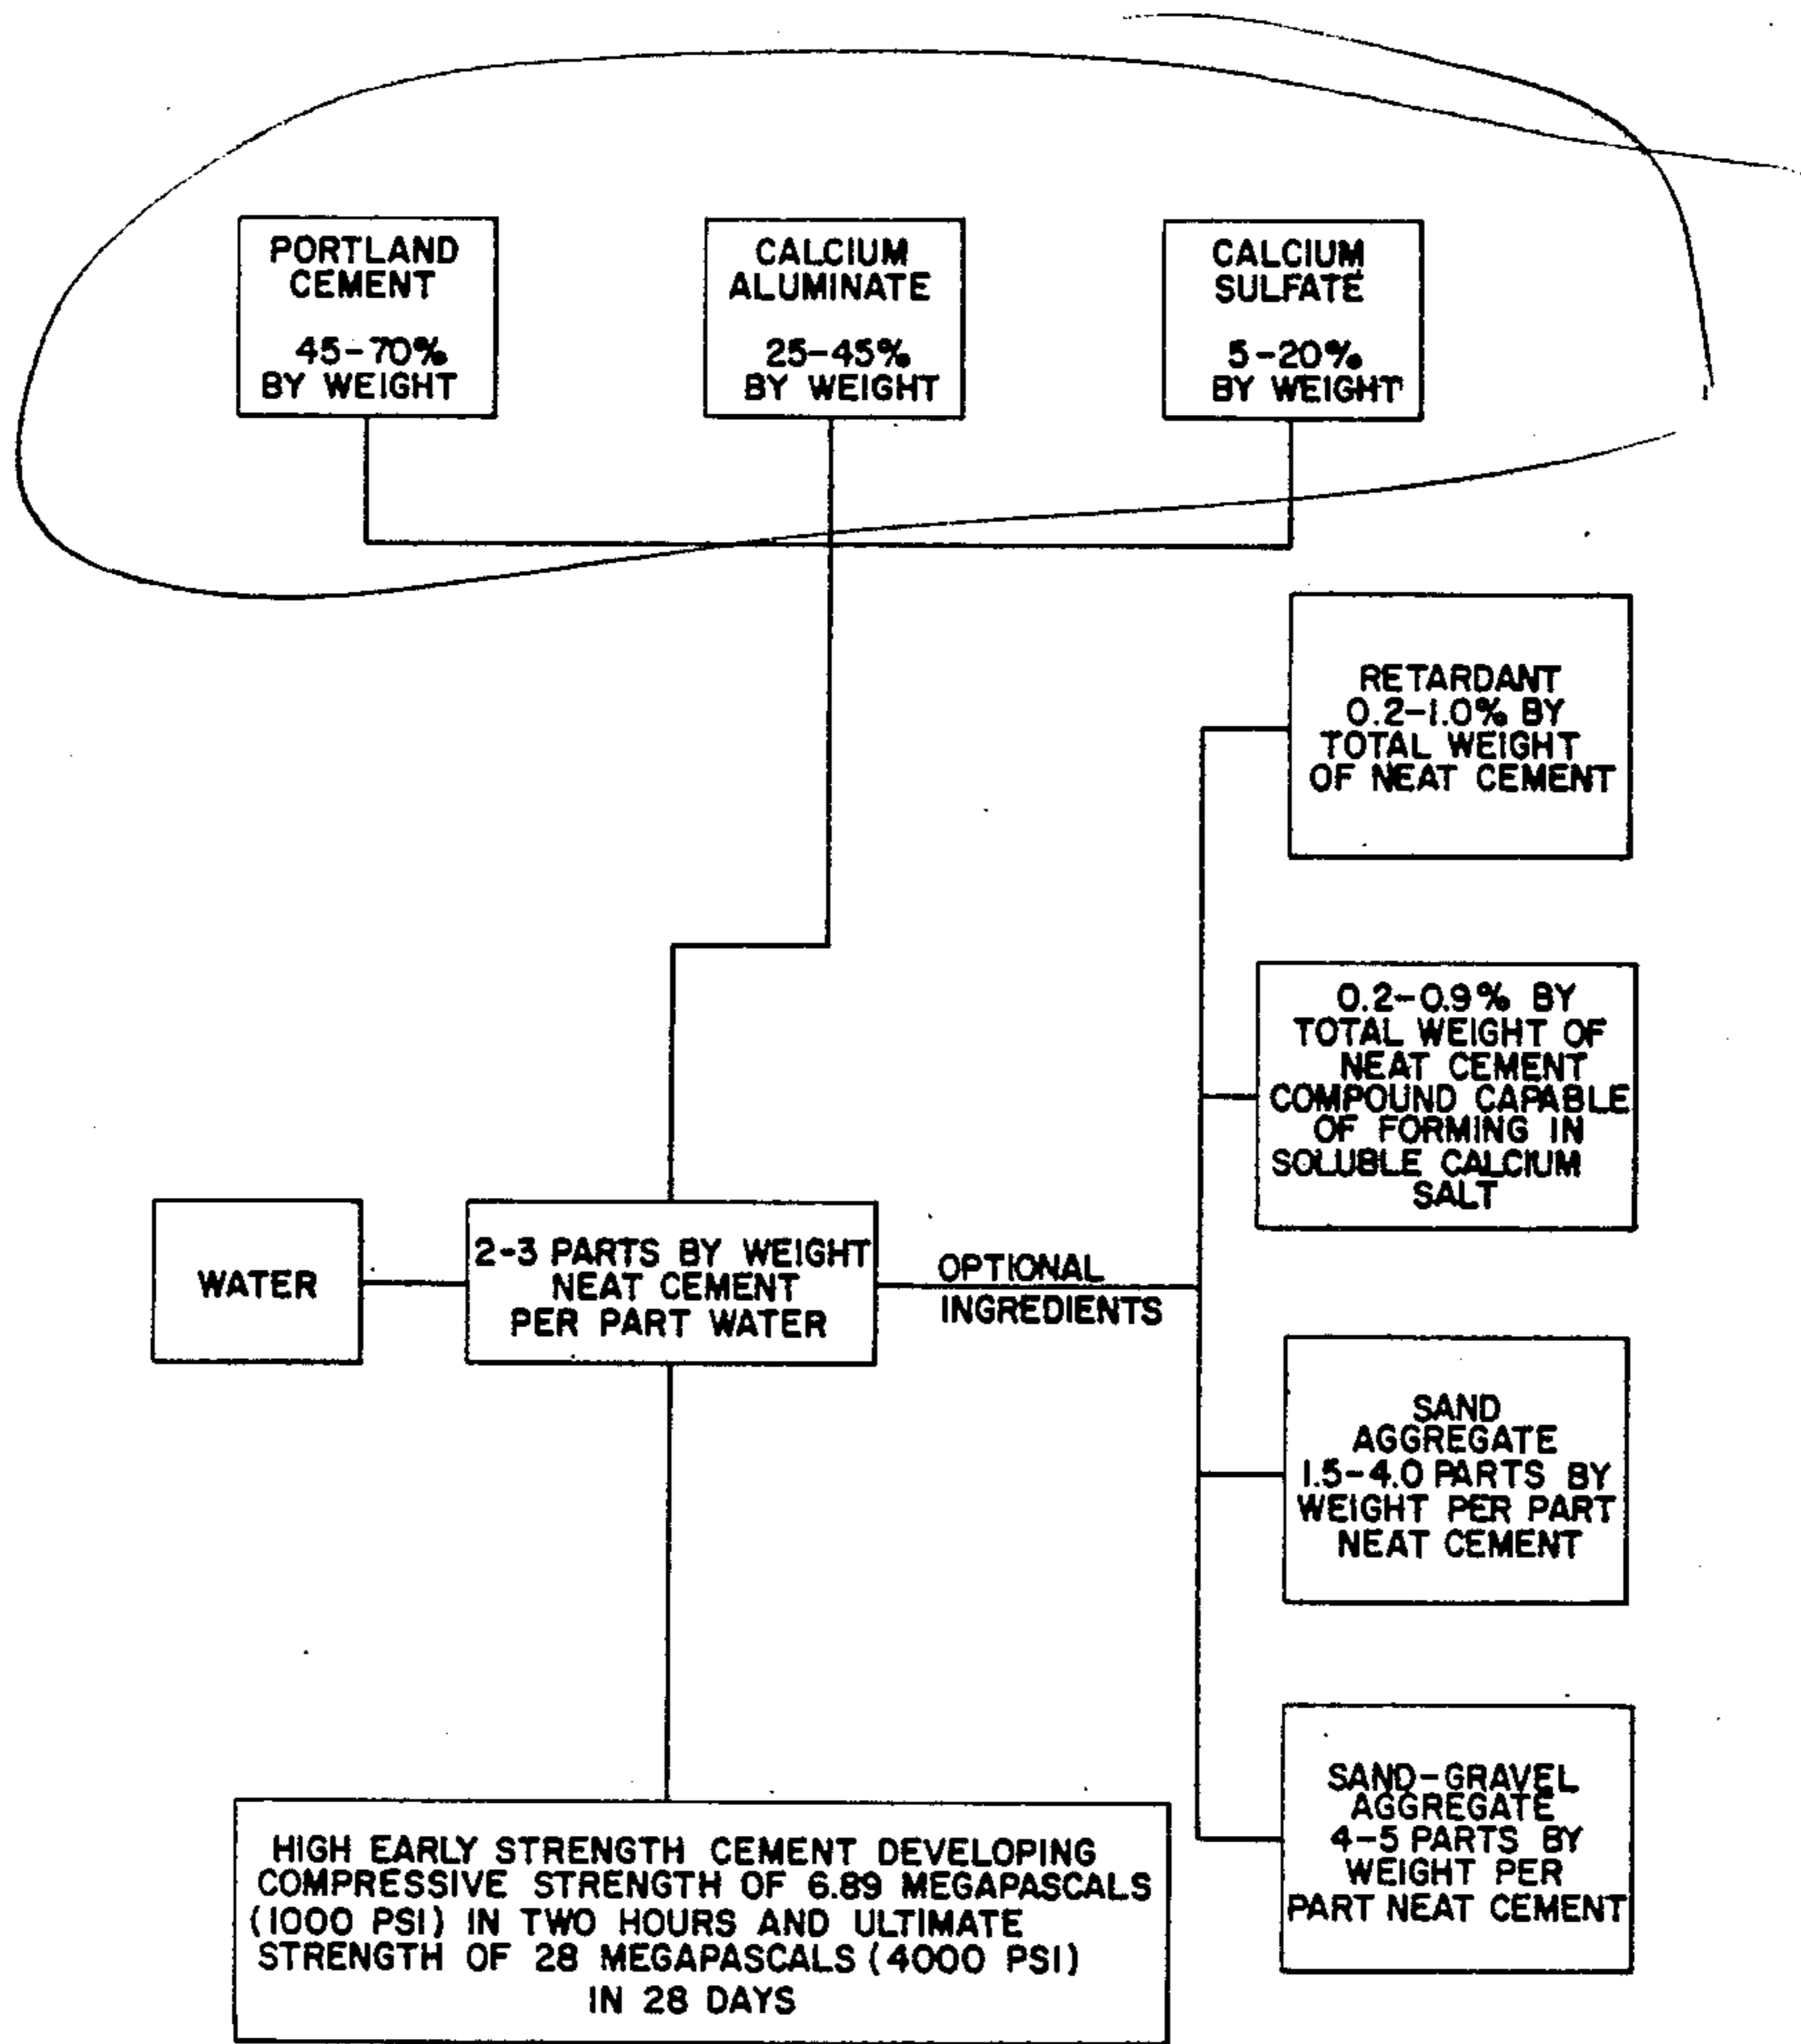 PORTLAND
CEMENT
45-70%
BY WEIGHT
CALCIUM
ALUMINATE
25-45%
BY WEIGHT
CALCIUM
SULFATE
5-20%
BY WEIGHT
RETARDANT
0.2-1.0% BY
TOTAL WEIGHT
OF NEAT CEMENT
0.2-0.9% BY
TOTAL WEIGHT OF
NEAT CEMENT
COMPOUND CAPABLE
OF FORMING IN
SOLUBLE CALCIUM
SALT
WATER
2-3 PARTS BY WEIGHT
NEAT CEMENT
PER PART WATER
OPTIONAL
INGREDIENTS
SAND
AGGREGATE
1.5-4.0 PARTS BY
WEIGHT PER PART
NEAT CEMENT
SAND-GRAVEL
AGGREGATE
4-5 PARTS BY
WEIGHT PER
PART NEAT CEMENT
HIGH EARLY STRENGTH CEMENT DEVELOPING
COMPRESSIVE STRENGTH OF 6.89 MEGAPASCALS
(1000 PSI) IN TWO HOURS AND ULTIMATE
STRENGTH OF 28 MEGAPASCALS (4000 PSI)
IN 28 DAYS